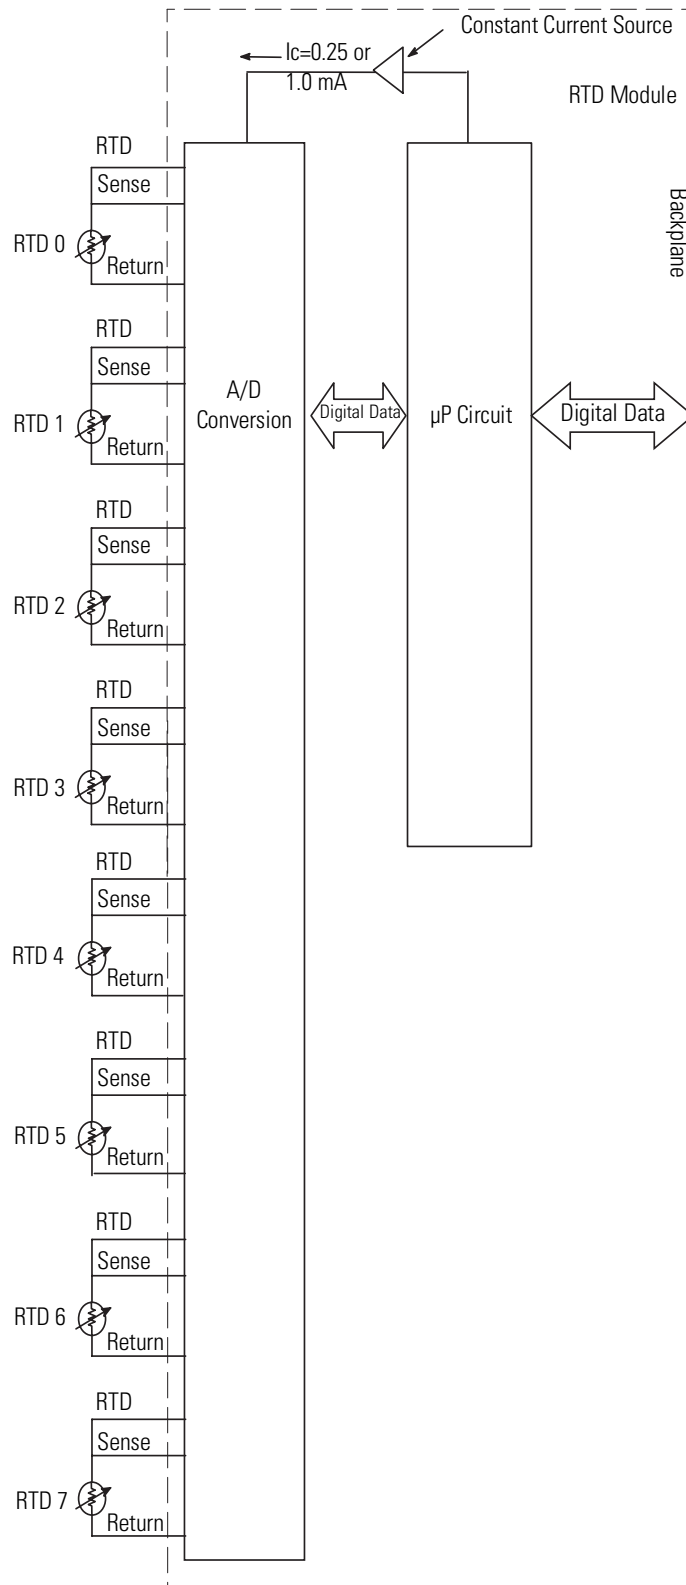 Constant Current Source
Ic=0.25 or
1.0 mA
RTD Module
Backplane
RTD
Sense
RTD 0
Return
RTD
Sense
RTD 1
Return
A/D
Conversion
Digital Data
µP Circuit
Digital Data
RTD
Sense
RTD 2
Return
RTD
Sense
RTD 3
Return
RTD
Sense
RTD 4
Return
RTD
Sense
RTD 5
Return
RTD
Sense
RTD 6
Return
RTD
Sense
RTD 7
Return